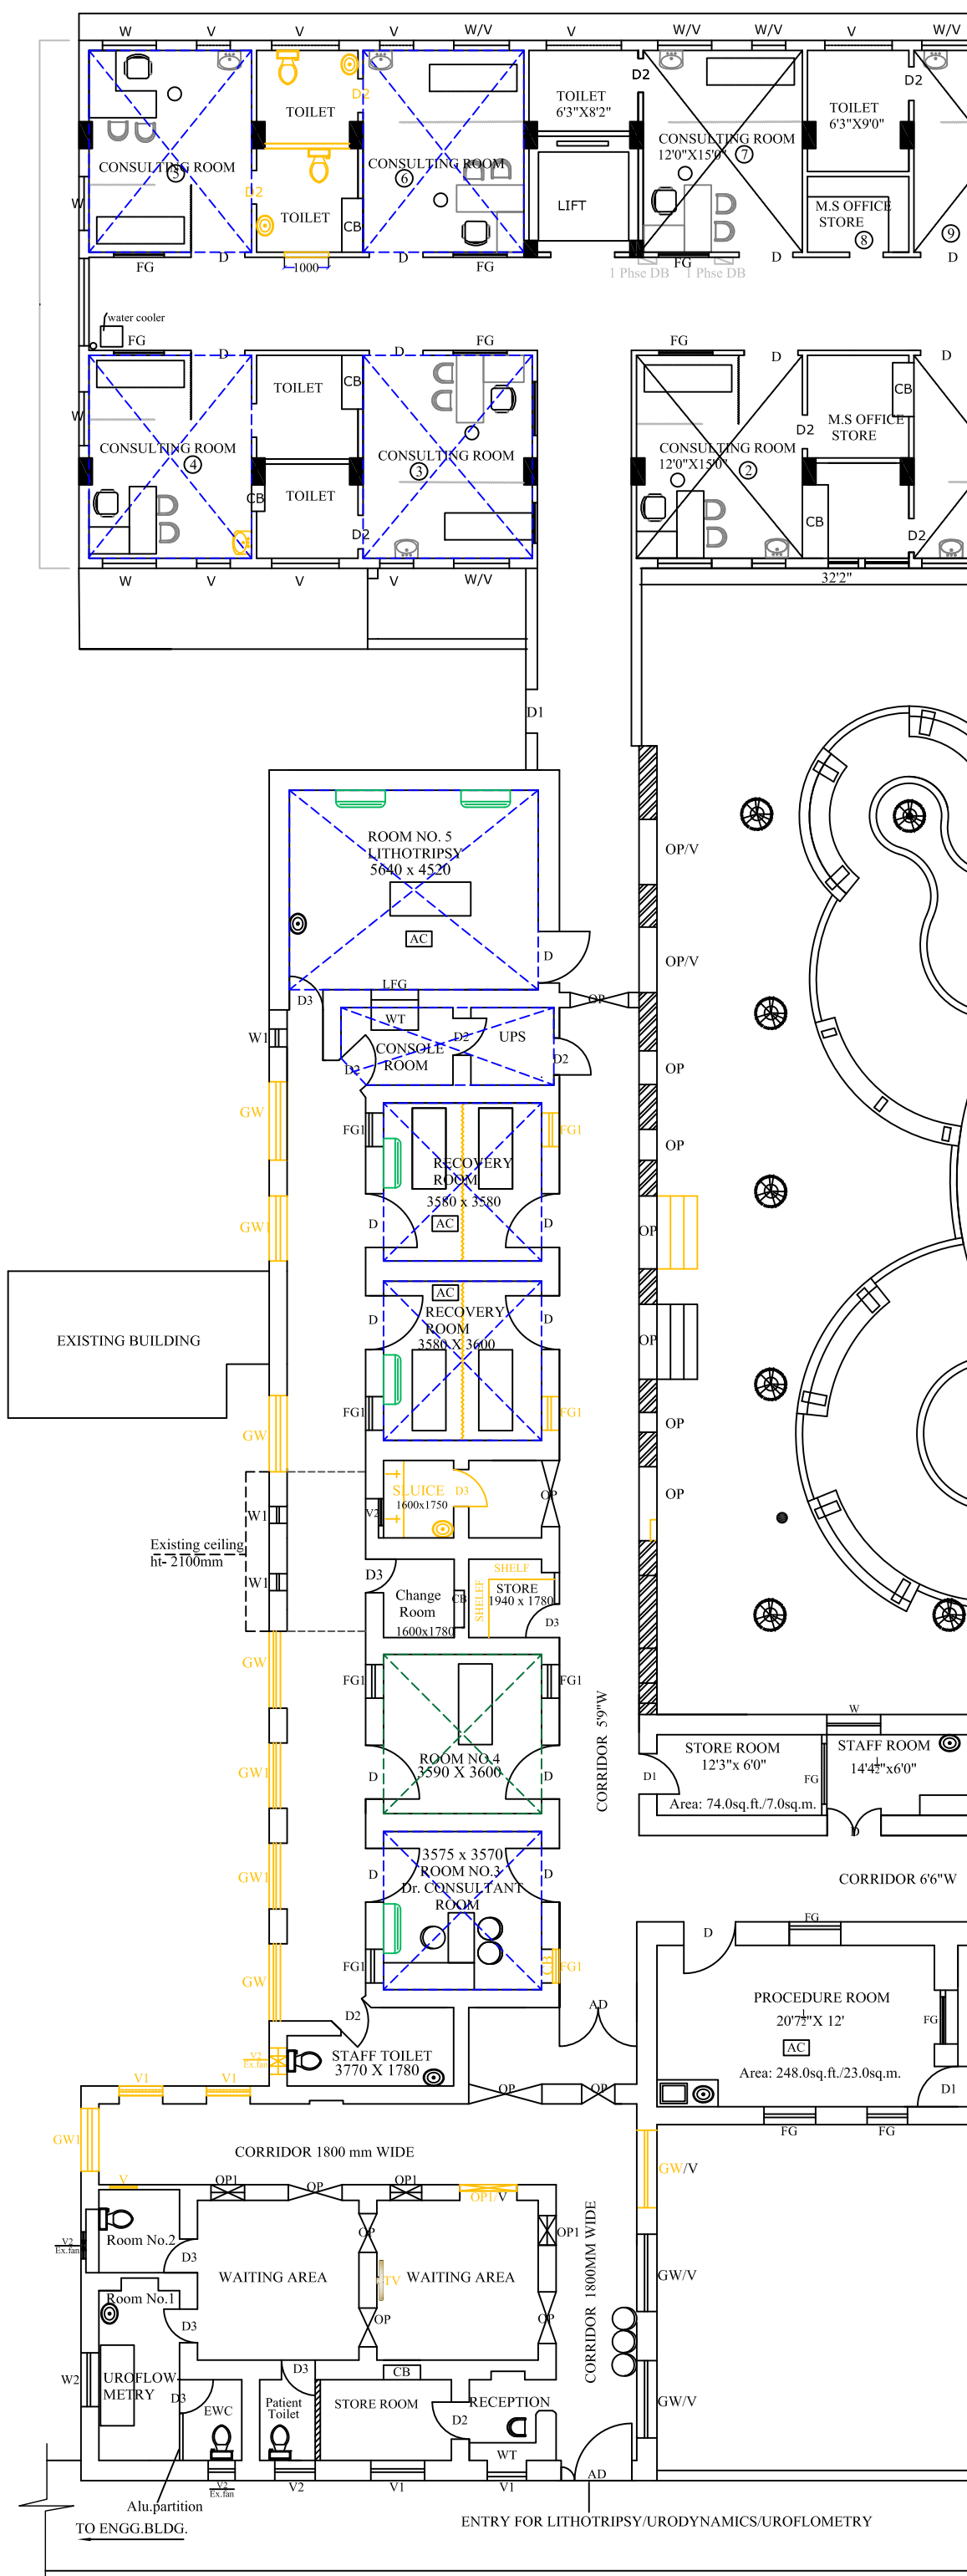 W V V V W/V V W/V W/V V W/V
D2
D2
D2
TOILET
TOILET
6'3"X8'2"
TOILET
6'3"X9'0"
CONSULTING ROOM
5
CONSULTING ROOM
6
CONSULTING ROOM
12'0"X15'0"
7
D2
W
TOILET
CB
LIFT
M.S OFFICE
STORE
8
9
FG D 1000 D FG FG D D
1 Phse DB 1 Phse DB
water cooler
FG D D FG FG D D
TOILET CB CB
W
CONSULTING ROOM
4
CONSULTING ROOM
3
CONSULTING ROOM
12'0"X15'0"
2
D2
M.S OFFICE
STORE
CB
TOILET
D2
CB
D2
W V V V W/V
32'2"
D1
ROOM NO. 5
LITHOTRIPSY
5640 x 4520
OP/V
AC
D
OP/V
D3
LFG
OP
W1
WT
D2
UPS
CONSOLE
ROOM
D2
D2
OP
GW
FG1
FG1
OP
RECOVERY
ROOM
3580 x 3580
GW1
D
AC
D
OP
AC
RECOVERY
ROOM
3580 X 3600
D
D
EXISTING BUILDING
OP
FG1
FG1
GW
OP
SLUICE
1600x1750
D3
OP
OP
W1
V2
Existing ceiling
ht- 2100mm
W1
D3
SHELF
SHELF
STORE
1940 x 1780
Change
Room
1600x1780
CB
D3
GW
FG1
FG1
CORRIDOR 5'9"W
W
STORE ROOM
12'3"x 6'0"
STAFF ROOM
14'4½"x6'0"
ROOM NO.4
3590 X 3600
GW1
D
D
D1
FG
Area: 74.0sq.ft./7.0sq.m.
D
3575 x 3570
ROOM NO.3
Dr. CONSULTANT
ROOM
GW1
D
D
CORRIDOR 6'6"W
FG
D
FG1
CB
FG1
GW
PROCEDURE ROOM
20'7½"X 12'
AC
Area: 248.0sq.ft./23.0sq.m.
FG
AD
D2
V2
Ex.fan
STAFF TOILET
3770 X 1780
D1
V1 V1
OP OP
FG FG
GW1
CORRIDOR 1800 mm WIDE
GW/V
V
OP1 OP OP1 OP1/V
V2
Ex.fan
Room No.2
D3
OP
OP1
CORRIDOR 1800MM WIDE
WAITING AREA
TV
WAITING AREA
GW/V
Room No.1
D3
OP
OP
W2
UROFLOW
METRY
D3
D3
CB
EWC
Patient
Toilet
STORE ROOM
D2
RECEPTION
GW/V
WT
V2
Ex.fan
V2 V1 V1 AD
Alu.partition
TO ENGG.BLDG.
ENTRY FOR LITHOTRIPSY/URODYNAMICS/UROFLOMETRY